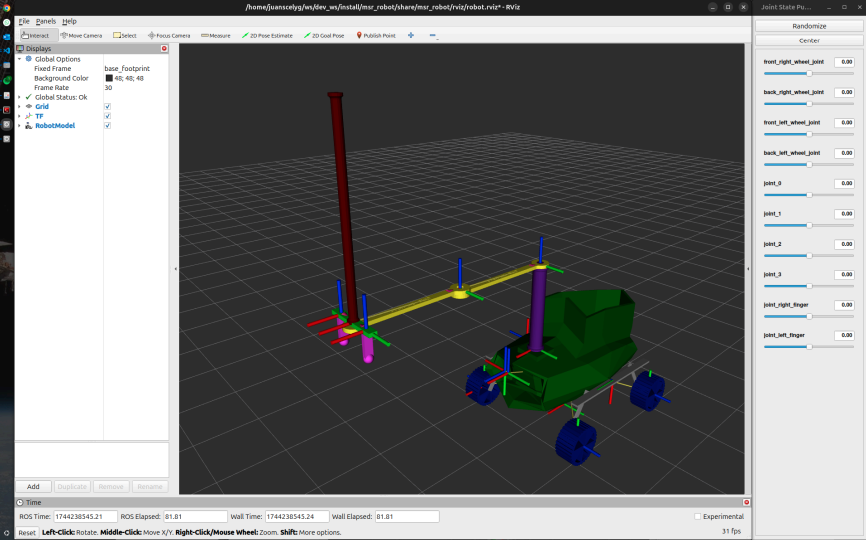 /home/juanscelyg/ws/dev_ws/install/msr_robot/share/msr_robot/rviz/robot.rviz* - RViz
Joint State Pu...
File Panels Help
Interact Move Camera Select Focus Camera Measure 2D Pose Estimate 2D Goal Pose Publish Point
Displays
Global Options
Fixed Frame base_footprint
Background Color 48; 48; 48
Frame Rate 30
Global Status: Ok
Grid
TF
RobotModel
Add Duplicate Remove Rename
Time
ROS Time: 1744238545.21 ROS Elapsed: 81.81 Wall Time: 1744238545.24 Wall Elapsed: 81.81 Experimental
Reset Left-Click: Rotate. Middle-Click: Move X/Y. Right-Click/Mouse Wheel: Zoom. Shift: More options. 31 fps
Randomize
Center
front_right_wheel_joint 0.00
back_right_wheel_joint 0.00
front_left_wheel_joint 0.00
back_left_wheel_joint 0.00
joint_0 0.00
joint_1 0.00
joint_2 0.00
joint_3 0.00
joint_right_finger 0.00
joint_left_finger 0.00